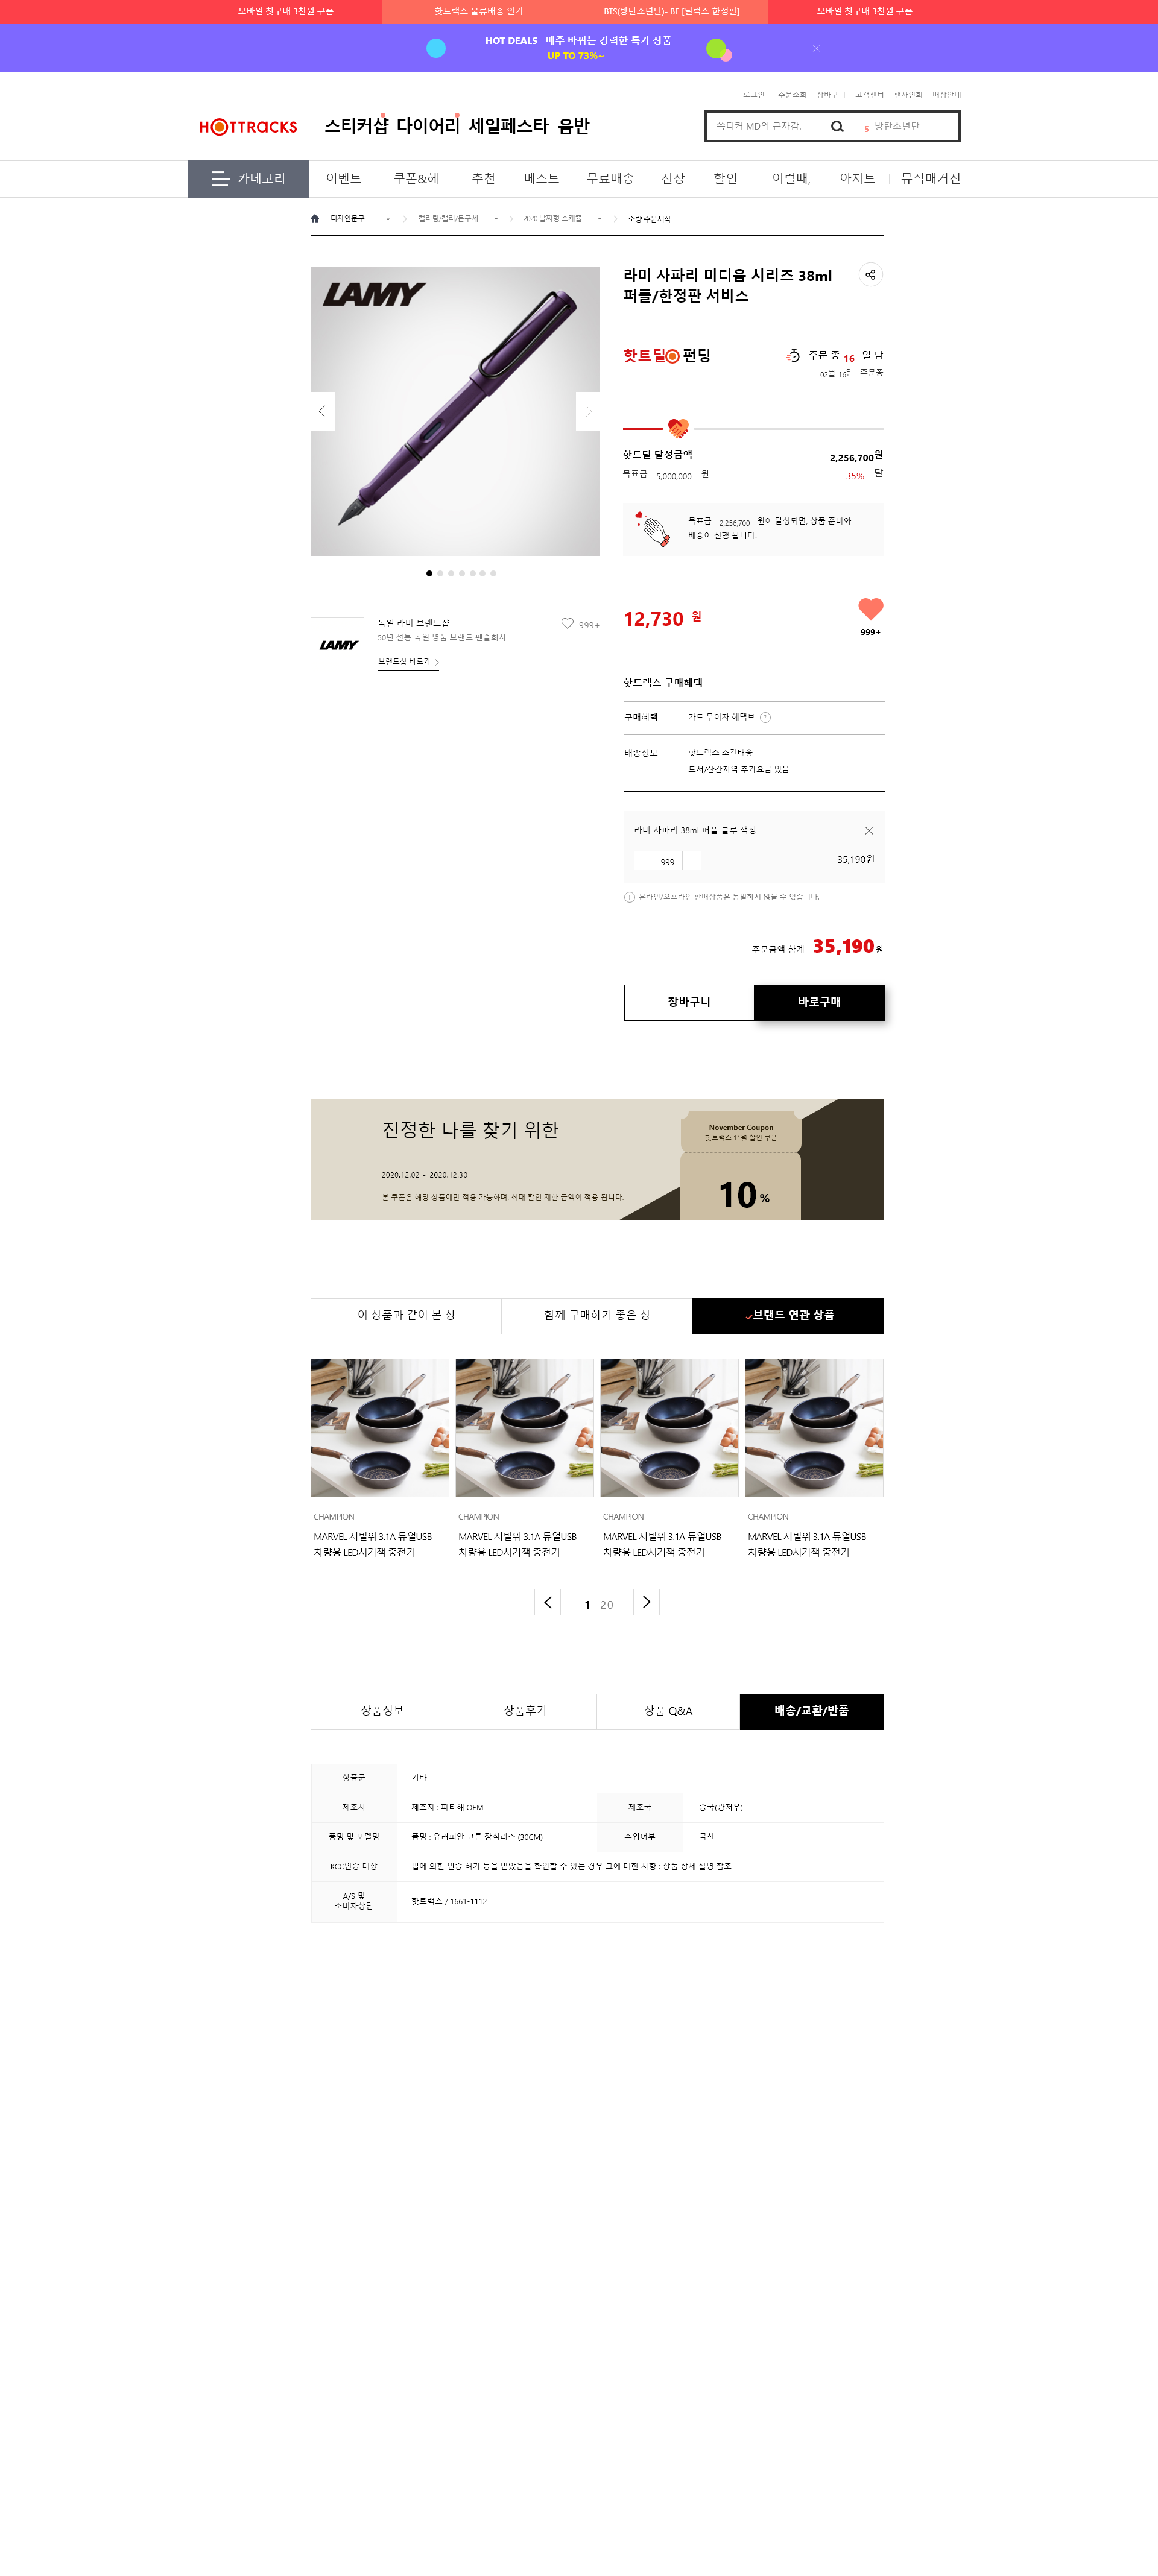 모바일 첫구매 3천원 쿠폰
핫트랙스 물류배송 인기
BTS(방탄소년단)- BE [딜럭스 한정판]
모바일 첫구매 3천원 쿠폰
HOT DEALS 매주 바뀌는 강력한 특가 상품
UP TO 73%~
로그인 주문조회 장바구니 고객센터 팬사인회 매장안내
HOTTRACKS
스티커샵 다이어리 세일페스타 음반
쓱티커 MD의 근자감.
5 방탄소년단
카테고리 이벤트 쿠폰&혜 추천 베스트 무료배송 신상 할인 이럴때, 아지트 뮤직매거진
디자인문구
컬러링/캘리/문구세
2020 날짜형 스케쥴
소량 주문제작
LAMY
라미 사파리 미디움 시리즈 38ml
퍼플/한정판 서비스
핫트딜 펀딩
주문 종 16 일 남
02월 16일 주문종
핫트딜 달성금액
2,256,700원
목표금 5,000,000 원
35% 달
목표금 2,256,700 원이 달성되면, 상품 준비와
배송이 진행 됩니다.
LAMY
독일 라미 브랜드샵
50년 전통 독일 명품 브랜드 펜슬회사
브랜드샵 바로가
999+
12,730 원
999+
핫트랙스 구매혜택
구매혜택 카드 무이자 혜택보 ?
배송정보 핫트랙스 조건배송
도서/산간지역 추가요금 있음
라미 사파리 38ml 퍼플 블루 색상
999
35,190원
! 온라인/오프라인 판매상품은 동일하지 않을 수 있습니다.
주문금액 합계 35,190원
장바구니
바로구매
진정한 나를 찾기 위한
2020.12.02 ~ 2020.12.30
본 쿠폰은 해당 상품에만 적용 가능하며, 최대 할인 제한 금액이 적용 됩니다.
November Coupon
핫트랙스 11월 할인 쿠폰
10%
이 상품과 같이 본 상
함께 구매하기 좋은 상
브랜드 연관 상품
CHAMPION
MARVEL 시빌워 3.1A 듀얼USB
차량용 LED시거잭 충전기
CHAMPION
MARVEL 시빌워 3.1A 듀얼USB
차량용 LED시거잭 충전기
CHAMPION
MARVEL 시빌워 3.1A 듀얼USB
차량용 LED시거잭 충전기
CHAMPION
MARVEL 시빌워 3.1A 듀얼USB
차량용 LED시거잭 충전기
1 20
상품정보
상품후기
상품 Q&A
배송/교환/반품
상품군 기타
제조사 제조자 : 파티해 OEM 제조국 중국(광저우)
품명 및 모델명 품명 : 유러피안 코튼 장식리스 (30CM) 수입여부 국산
KCC인증 대상 법에 의한 인증 허가 등을 받았음을 확인할 수 있는 경우 그에 대한 사항 : 상품 상세 설명 참조
A/S 및
소비자상담
핫트랙스 / 1661-1112